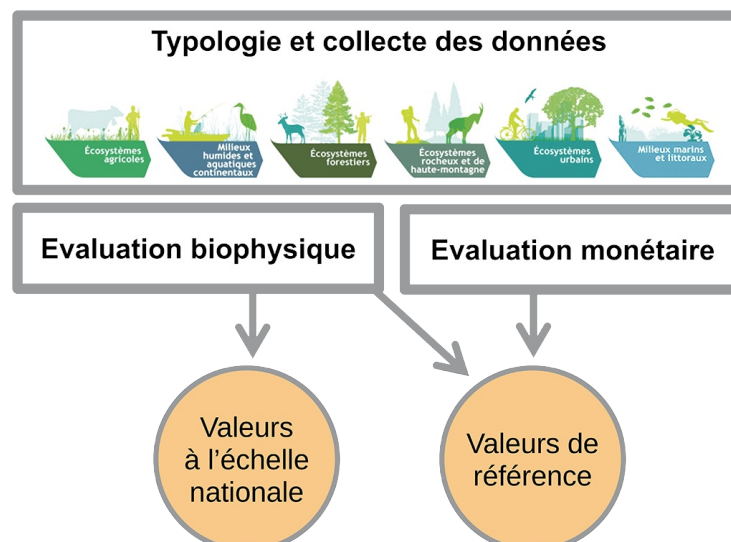 Typologie et collecte des données
Écosystèmes
agricoles
Milieux
humides et
aquatiques
continentaux
Écosystèmes
forestiers
Écosystèmes
rocheux et de
haute-montagne
Écosystèmes
urbains
Milieux marins
et littoraux
Evaluation biophysique
Evaluation monétaire
Valeurs
à l’échelle
nationale
Valeurs de
référence